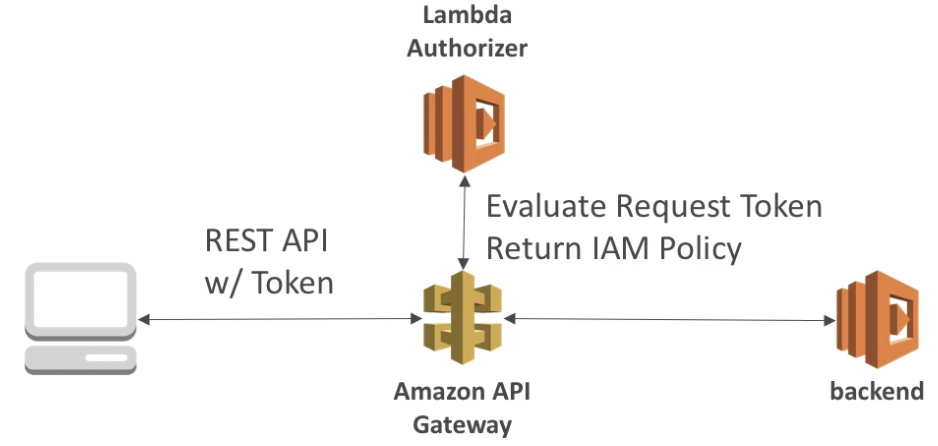 Lambda
Authorizer
Evaluate Request Token
Return IAM Policy
REST API
w/ Token
Amazon API
Gateway
backend